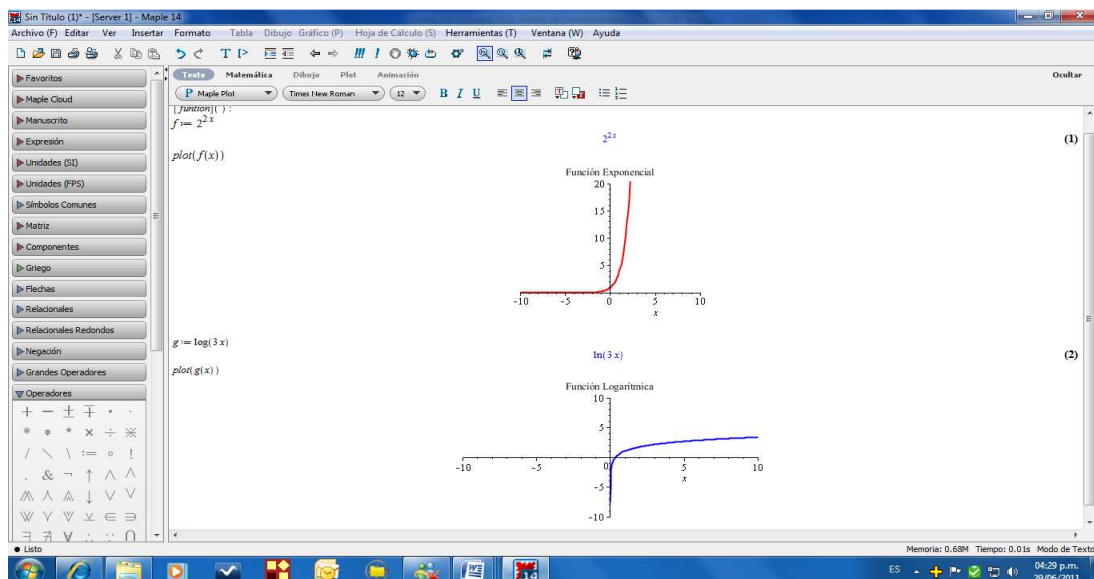 Sin Título (1)* - [Server 1] - Maple 14
Archivo (F) Editar Ver Insertar Formato Tabla Dibujo Gráfico (P) Hoja de Cálculo (S) Herramientas (T) Ventana (W) Ayuda
Texto Matemática Dibujo Plot Animación Ocultar
P Maple Plot Times New Roman 12 B I U
Favoritos
Maple Cloud
Manuscrito
Expresión
Unidades (SI)
Unidades (FPS)
Símbolos Comunes
Matriz
Componentes
Griego
Flechas
Relacionales
Relacionales Redondos
Negación
Grandes Operadores
Operadores
+ − ± ∓ · ·
* * * × ÷ ⋇
/ \ \ := ∘ !
. & ¬ ↑ ∧ ∧
↓ ∨ ∨
∈ ∋
∃ ∄ ∀ ∴ ∵ ∩
[funtion]( ) :
f := 2^(2 x)
2^(2 x) (1)
plot(f(x))
Función Exponencial
20
15
10
5
-10 -5 0 5 10
x
g := log(3 x)
ln(3 x) (2)
plot(g(x))
Función Logarítmica
10
5
-10 -5 0 5 10
x
-5
-10
Listo
Memoria: 0.68M Tiempo: 0.01s Modo de Texto
ES 04:29 p.m.
29/06/2011